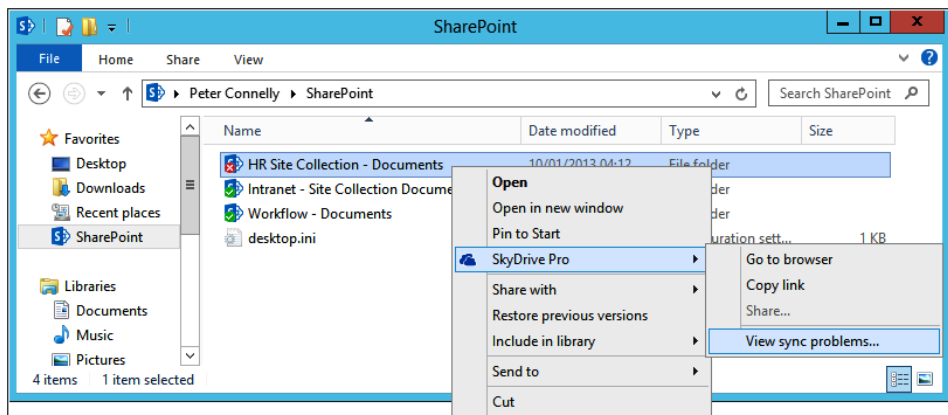 SharePoint
File Home Share View
Peter Connelly SharePoint Search SharePoint
Favorites
Desktop
Downloads
Recent places
SharePoint
Libraries
Documents
Music
Pictures
Name Date modified Type Size
HR Site Collection - Documents 10/01/2013 04:12 File folder
Intranet - Site Collection Docume der
Workflow - Documents der
desktop.ini uration sett... 1 KB
Open
Open in new window
Pin to Start
SkyDrive Pro
Share with
Restore previous versions
Include in library
Send to
Cut
Go to browser
Copy link
Share...
View sync problems...
4 items 1 item selected